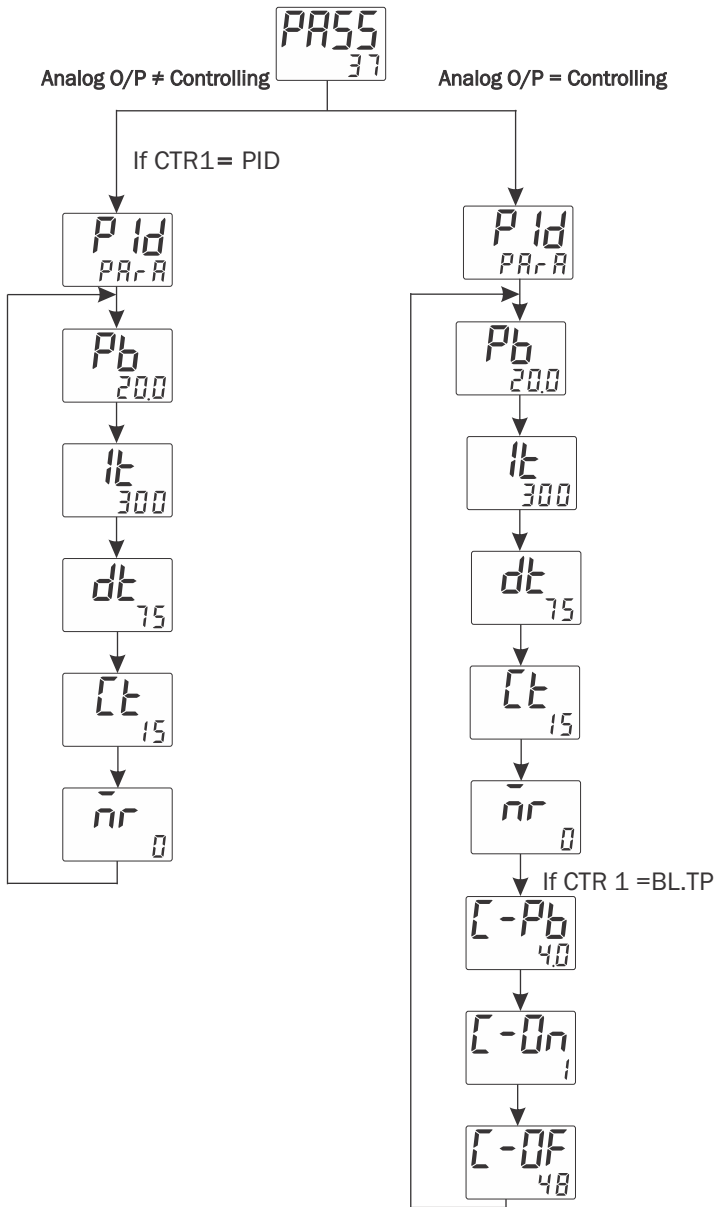 PASS
37
Analog O/P ≠ Controlling
Analog O/P = Controlling
If CTR1= PID
PId
PArA
Pb
20.0
It
300
dt
75
Ct
15
n̄r
0
PId
PArA
Pb
20.0
It
300
dt
75
Ct
15
n̄r
0
If CTR 1 =BL.TP
C-Pb
4.0
C-On
1
C-OF
48